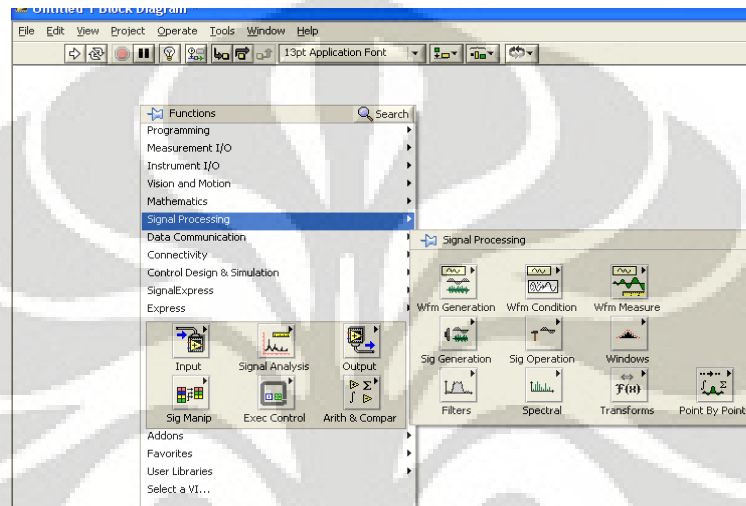 Untitled 1 Block Diagram
File Edit View Project Operate Tools Window Help
13pt Application Font
Functions
Search
Programming
Measurement I/O
Instrument I/O
Vision and Motion
Mathematics
Signal Processing
Data Communication
Connectivity
Control Design & Simulation
SignalExpress
Express
Input Signal Analysis Output
Sig Manip Exec Control Arith & Compar
Addons
Favorites
User Libraries
Select a VI...
Signal Processing
Wfm Generation Wfm Condition Wfm Measure
Sig Generation Sig Operation Windows
Filters Spectral Transforms Point By Point